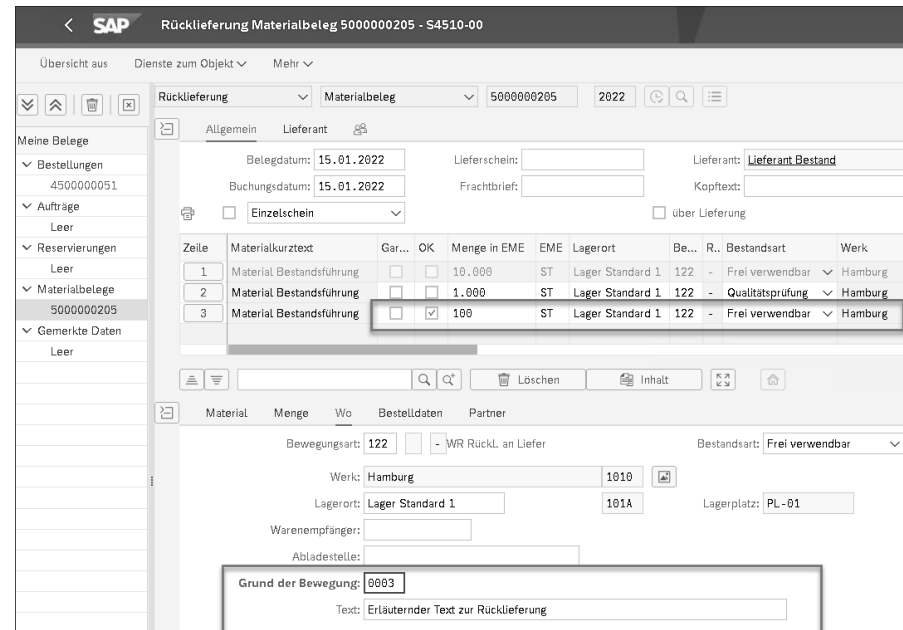 SAP Rücklieferung Materialbeleg 5000000205 - S4510-00
Übersicht aus Dienste zum Objekt Mehr
Rücklieferung Materialbeleg 5000000205 2022
Allgemein Lieferant
Meine Belege
Bestellungen
4500000051
Aufträge
Leer
Reservierungen
Leer
Materialbelege
5000000205
Gemerkte Daten
Leer
Belegdatum: 15.01.2022 Lieferschein: Lieferant: Lieferant Bestand
Buchungsdatum: 15.01.2022 Frachtbrief: Kopftext:
Einzelschein über Lieferung
Zeile Materialkurztext Gar... OK Menge in EME EME Lagerort Be... R.. Bestandsart Werk
1 Material Bestandsführung 10.000 ST Lager Standard 1 122 - Frei verwendbar Hamburg
2 Material Bestandsführung 1.000 ST Lager Standard 1 122 - Qualitätsprüfung Hamburg
3 Material Bestandsführung 100 ST Lager Standard 1 122 - Frei verwendbar Hamburg
Löschen Inhalt
Material Menge Wo Bestelldaten Partner
Bewegungsart: 122 - WR Rückl. an Liefer Bestandsart: Frei verwendbar
Werk: Hamburg 1010
Lagerort: Lager Standard 1 101A Lagerplatz: PL-01
Warenempfänger:
Abladestelle:
Grund der Bewegung: 0003
Text: Erläuternder Text zur Rücklieferung